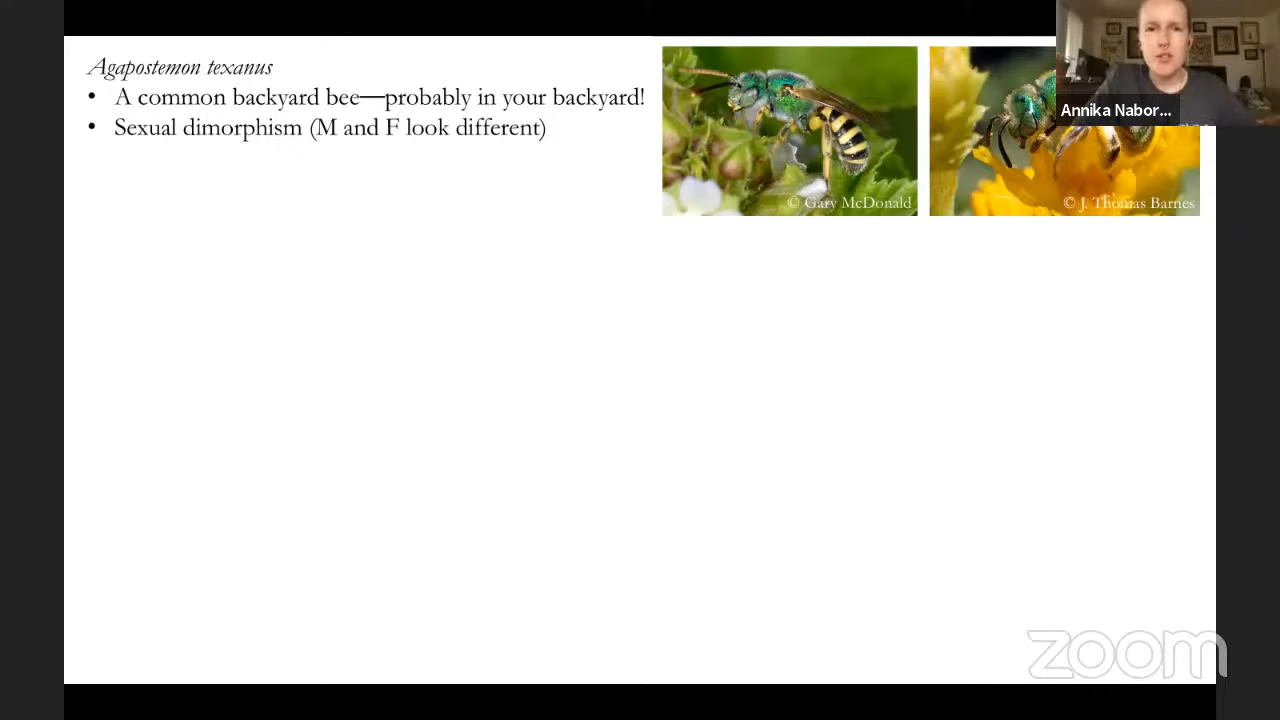 Agapostemon texanus
• A common backyard bee—probably in your backyard!
• Sexual dimorphism (M and F look different)
© Gary McDonald
© J. Thomas Barnes
Annika Nabor...
zoom